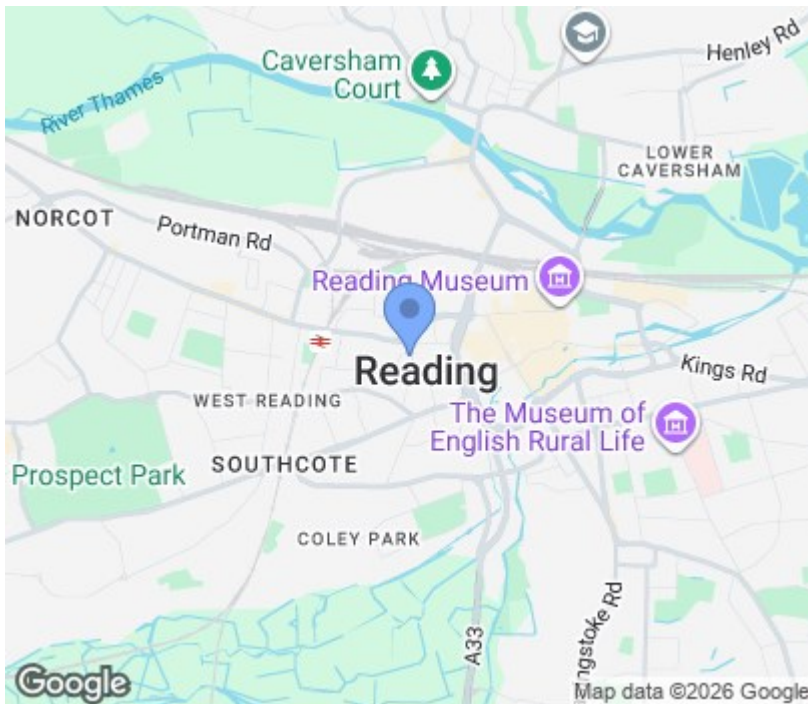 Henley Rd
Caversham
Court
River Thames
LOWER
CAVERSHAM
NORCOT
Portman Rd
Reading Museum
Reading
Kings Rd
WEST READING
The Museum of
English Rural Life
SOUTHCOTE
Prospect Park
COLEY PARK
A33
ngstoke Rd
Google
Map data ©2026 Google